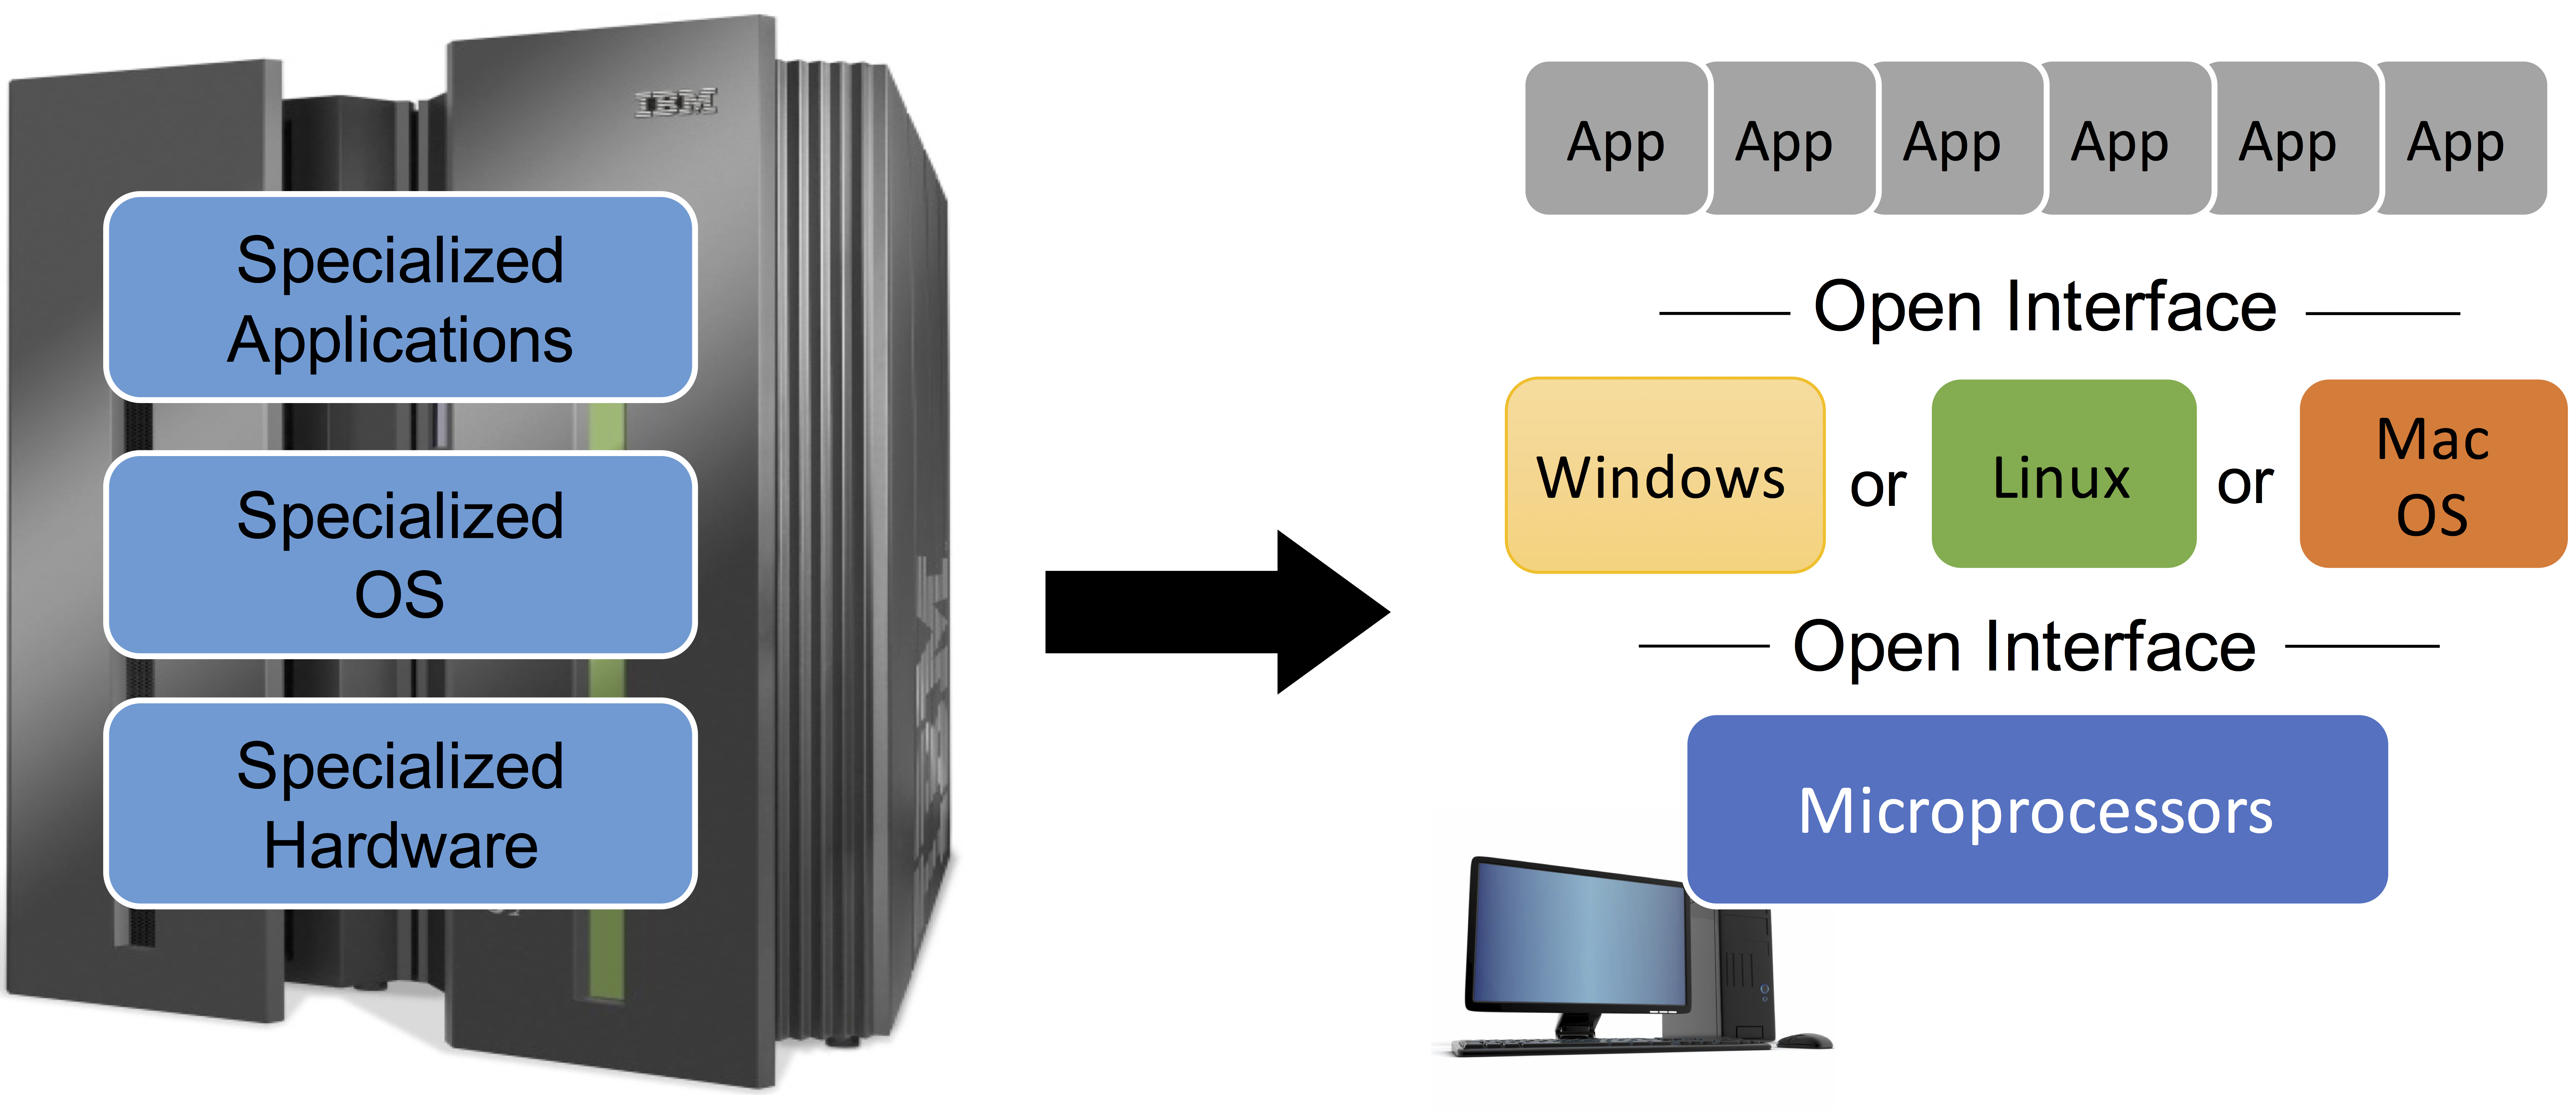 IBM
Specialized
Applications
Specialized
OS
Specialized
Hardware
App App App App App App
Open Interface
Windows or Linux or Mac
OS
Open Interface
Microprocessors